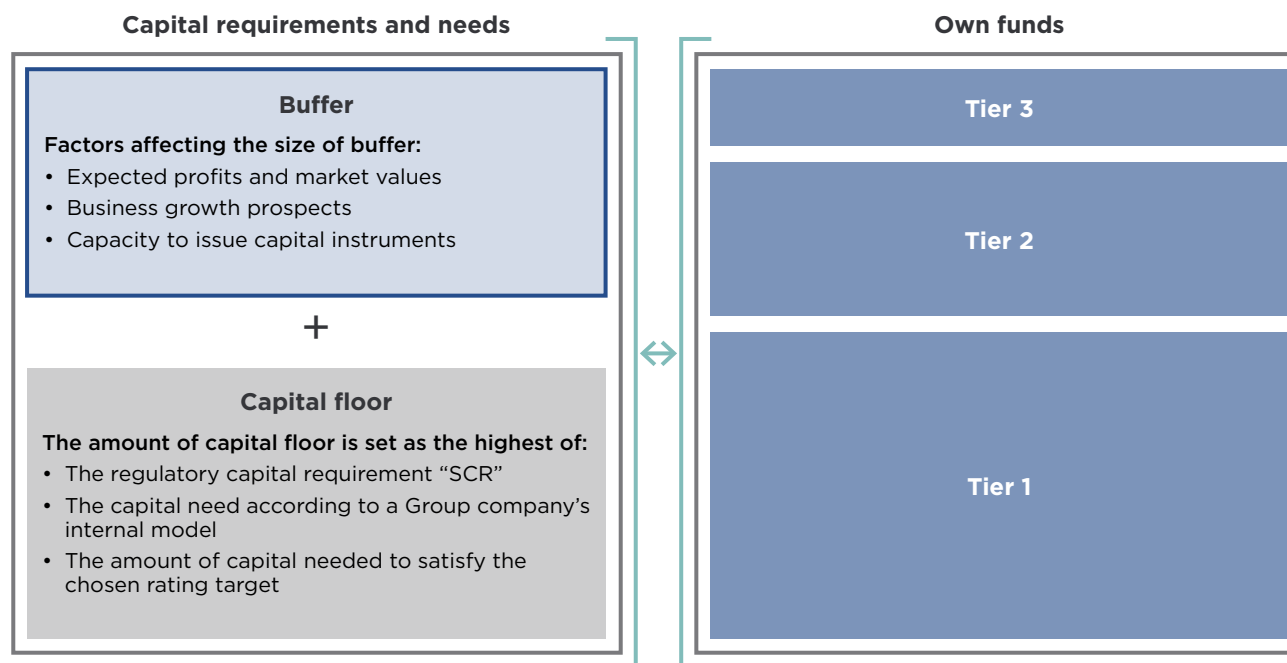 Capital requirements and needs
Buffer
Factors affecting the size of buffer:
• Expected profits and market values
• Business growth prospects
• Capacity to issue capital instruments
+
Capital floor
The amount of capital floor is set as the highest of:
• The regulatory capital requirement “SCR”
• The capital need according to a Group company’s
internal model
• The amount of capital needed to satisfy the
chosen rating target
Own funds
Tier 3
Tier 2
Tier 1